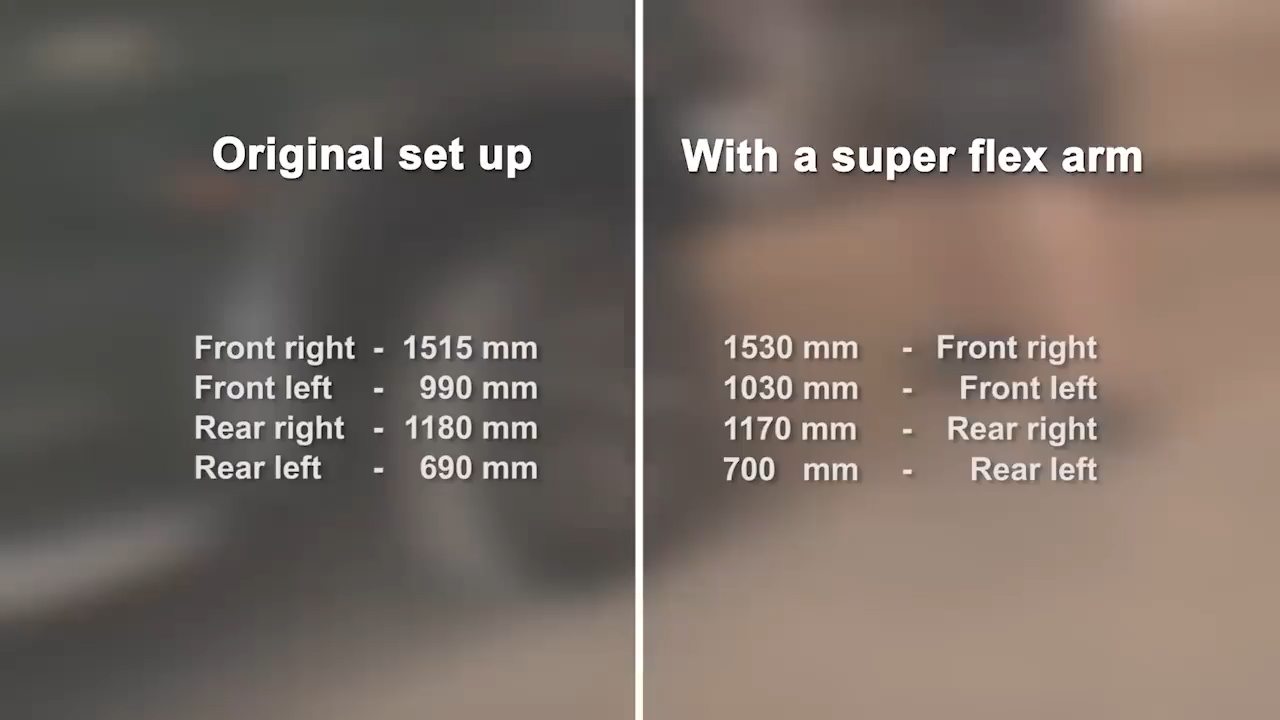 Original set up
Front right - 1515 mm
Front left - 990 mm
Rear right - 1180 mm
Rear left - 690 mm
With a super flex arm
1530 mm - Front right
1030 mm - Front left
1170 mm - Rear right
700 mm - Rear left